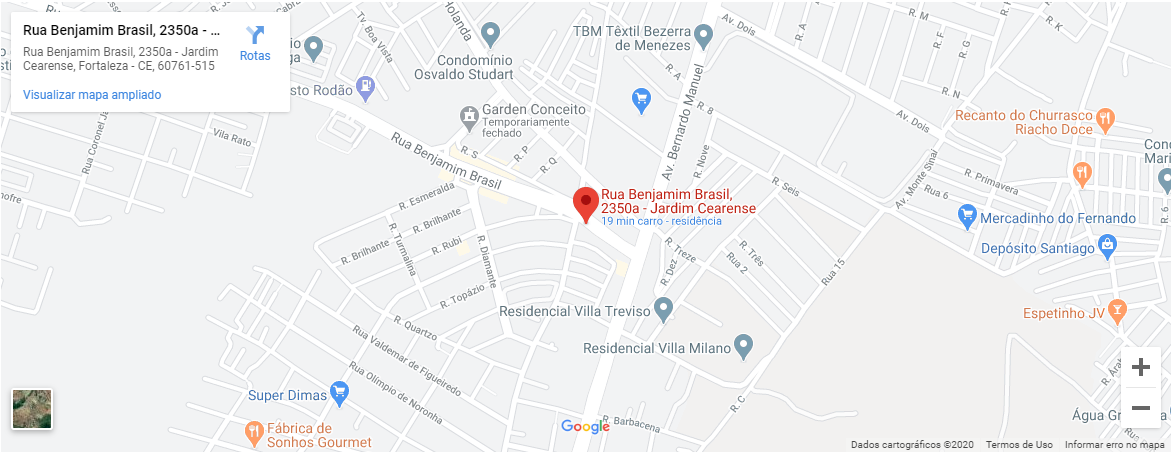 Rua Benjamim Brasil, 2350a - ...
Rua Benjamim Brasil, 2350a - Jardim
Cearense, Fortaleza - CE, 60761-515
Rotas
Visualizar mapa ampliado
Tv. Boa Vista
Holanda
Condomínio
Osvaldo Studart
TBM Têxtil Bezerra
de Menezes
Av. Dois
R. G
R. H
R. L
R. N
R. A
R. 8
Av. Dois
sto Rodão
Garden Conceito
Temporariamente
fechado
Recanto do Churrasco
Riacho Doce
Vila Rato
Rua Coronel J
nofre
Rua Benjamim Brasil
R. S
R. P
R. Q
Av. Bernardo Manuel
R. Nove
R. Seis
Av. Monte Sinai
Rua 6
R. Primavera
Con
Mari
R. 6
Rua Benjamim Brasil,
2350a - Jardim Cearense
19 min carro - residência
R. Esmeralda
R. Brilhante
R. Brilhante
R. Turmalina
R. Rubi
R. Diamante
R. Topázio
R. Treze
R. Dez
R. Três
Rua 2
Rua 15
Mercadinho do Fernando
Depósito Santiago
Residencial Villa Treviso
Espetinho JV
R. Quartzo
Rua Valdemar de Figueiredo
Rua Olímpio de Noronha
Residencial Villa Milano
R. C
R. Ara
Super Dimas
Fábrica de
Sonhos Gourmet
R. Barbacena
Água Gr
a
Google
+
−
Dados cartográficos ©2020
Termos de Uso
Informar erro no mapa